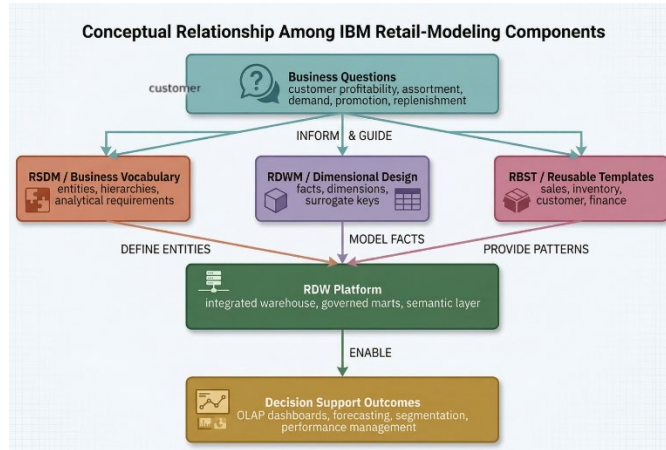 Conceptual Relationship Among IBM Retail-Modeling Components
customer
Business Questions
customer profitability, assortment,
demand, promotion, replenishment
INFORM & GUIDE
RSDM / Business Vocabulary
entities, hierarchies,
analytical requirements
RDWM / Dimensional Design
facts, dimensions,
surrogate keys
RBST / Reusable Templates
sales, inventory,
customer, finance
DEFINE ENTITIES
MODEL FACTS
PROVIDE PATTERNS
RDW Platform
integrated warehouse, governed marts, semantic layer
ENABLE
Decision Support Outcomes
OLAP dashboards, forecasting, segmentation,
performance management